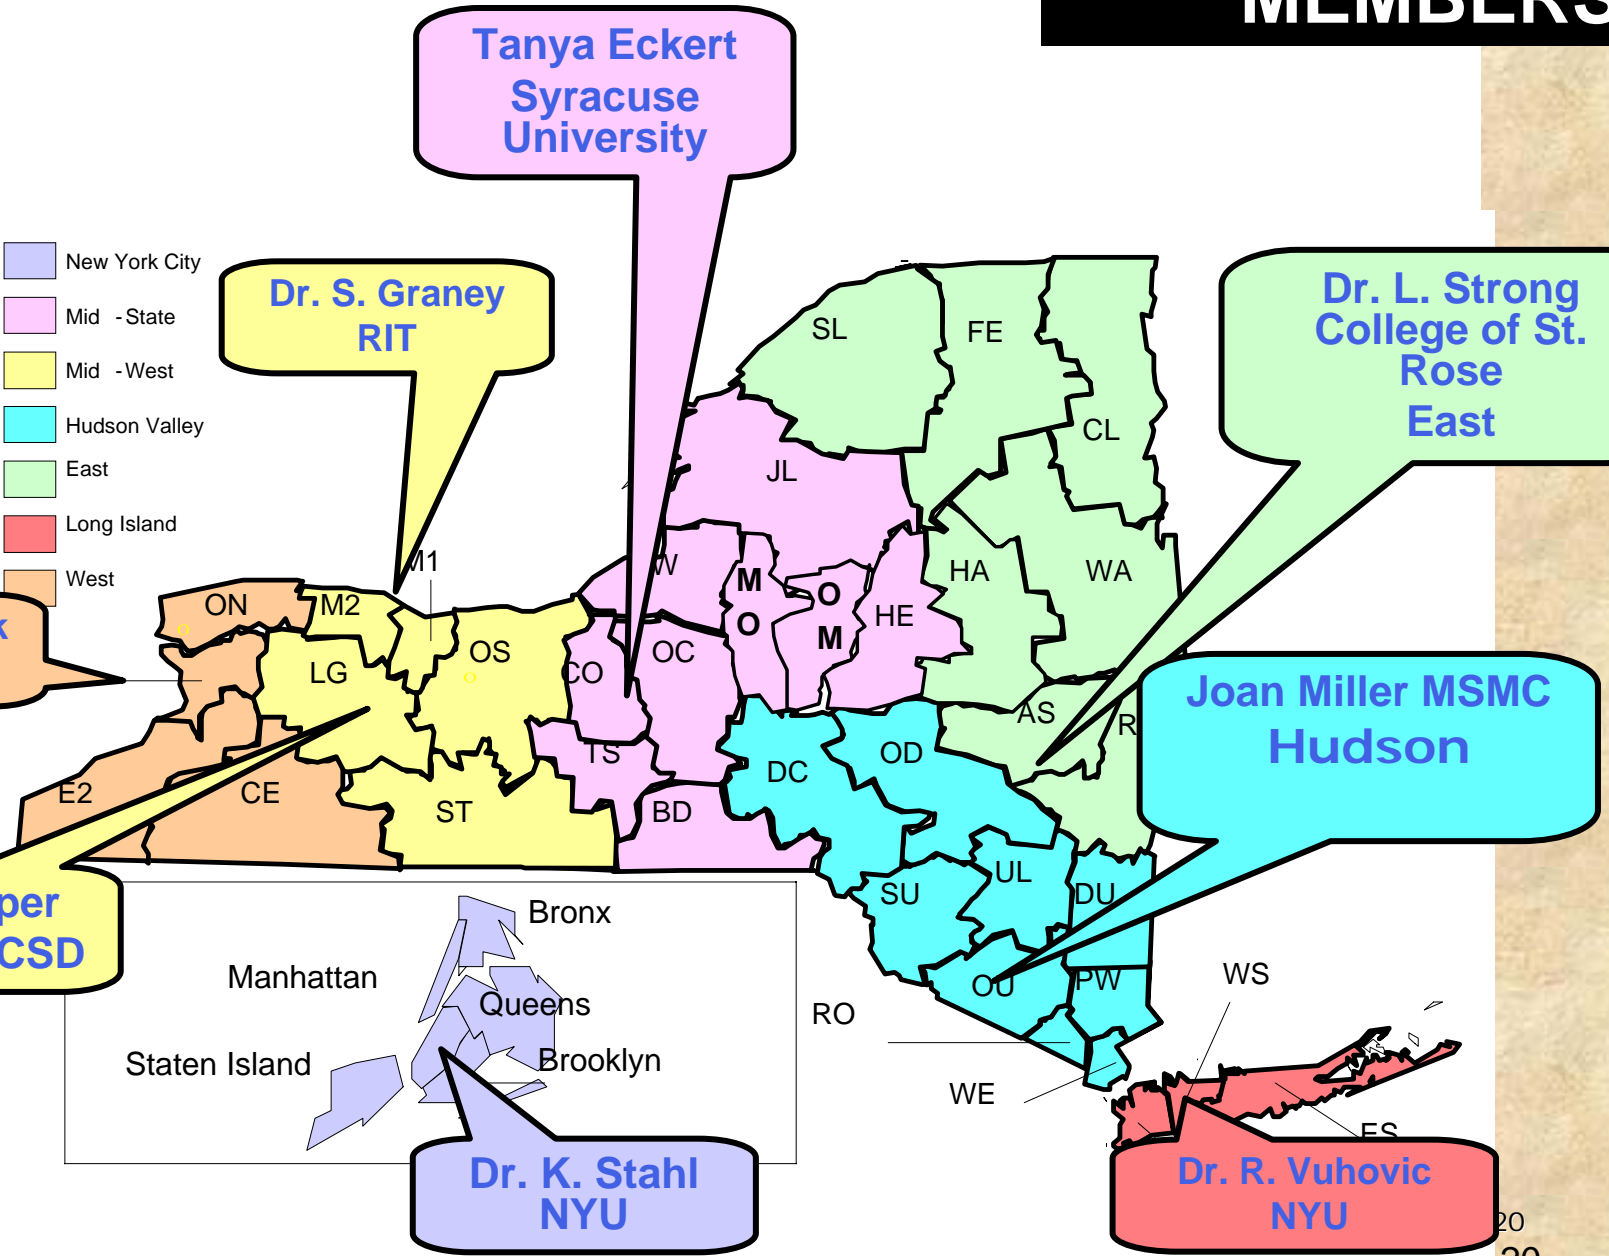 MEMBERS
Tanya Eckert
Syracuse
University
New York City
Mid - State
Mid - West
Hudson Valley
East
Long Island
West
Dr. S. Graney
RIT
Dr. L. Strong
College of St.
Rose
East
SL
FE
CL
JL
HA
WA
M1
W
M
O
O
M
HE
ON
M2
OS
LG
CO
OC
AS
R
Joan Miller MSMC
Hudson
TS
OD
DC
E2
CE
ST
BD
UL
SU
DU
per
CSD
Bronx
Manhattan
Queens
Staten Island
Brooklyn
OU
PW
WS
RO
WE
ES
Dr. K. Stahl
NYU
Dr. R. Vuhovic
NYU
20
20